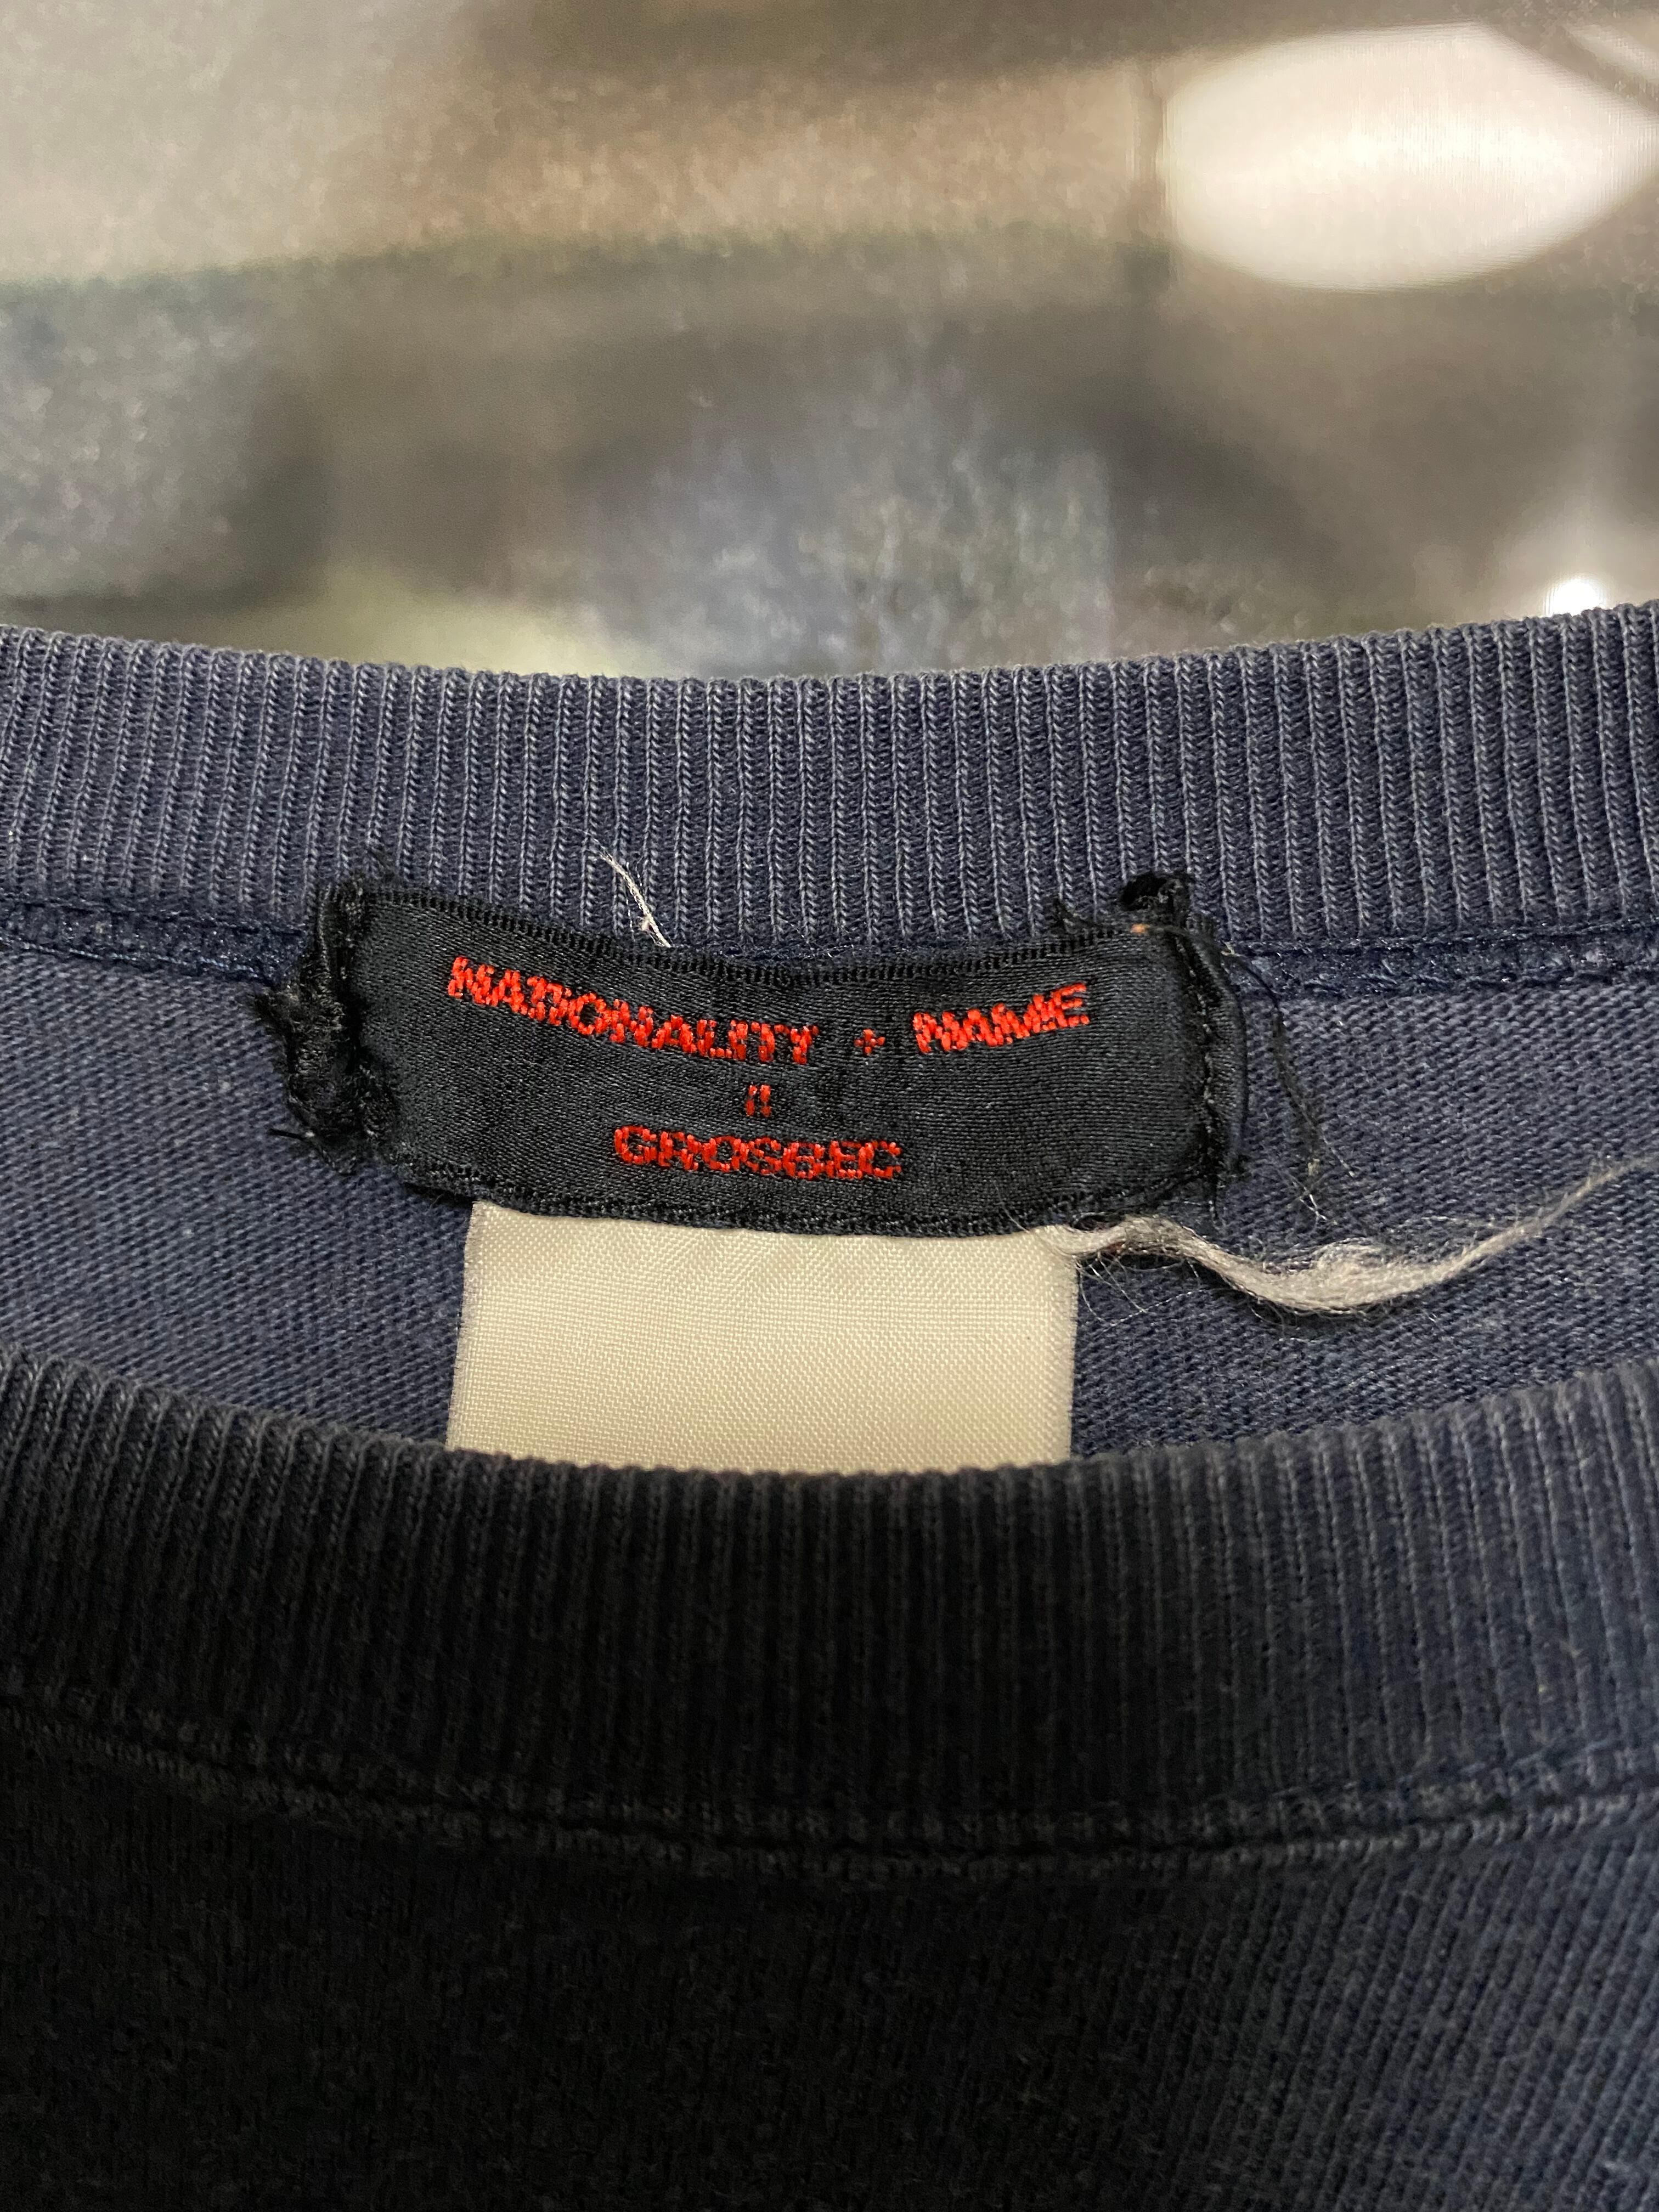 NATIONALITY + NAME
=
GROSBEC